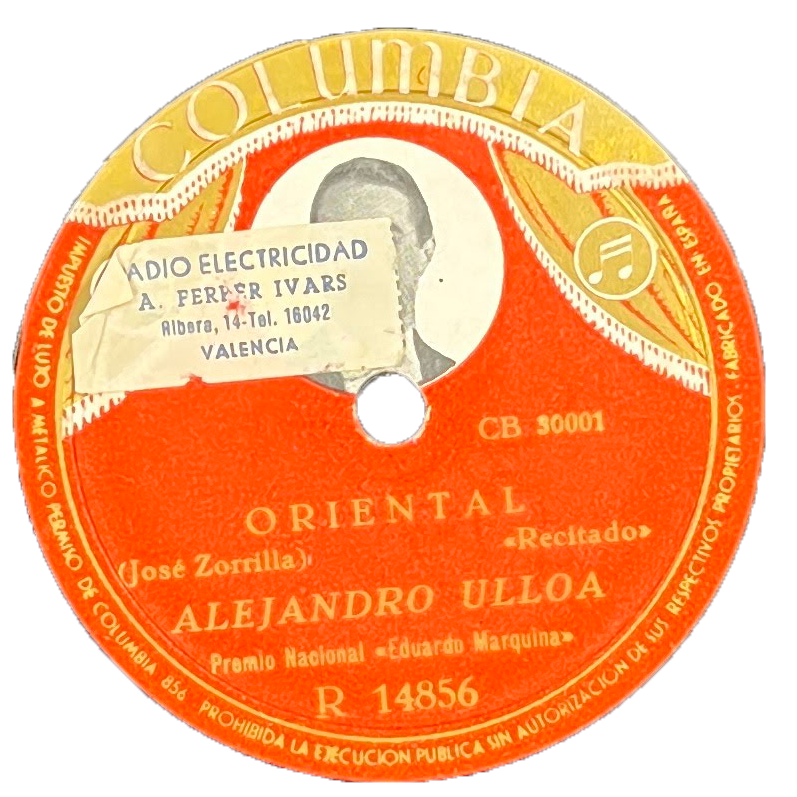 COLUMBIA
ADIO ELECTRICIDAD
A. FERRER IVARS
Albera, 14-Tel. 16042
VALENCIA
CB 30001
ORIENTAL
«Recitado»
(José Zorrilla)
ALEJANDRO ULLOA
Premio Nacional «Eduardo Marquina»
R 14856
IMPUESTO DE LUXO A METALICO PERMISO DE COLUMBIA 856 PROHIBIDA LA EXECUCION PUBLICA SIN AUTORIZACION DE SUS RESPECTIVOS PROPIETARIOS · FABRICADO EN ESPAÑA